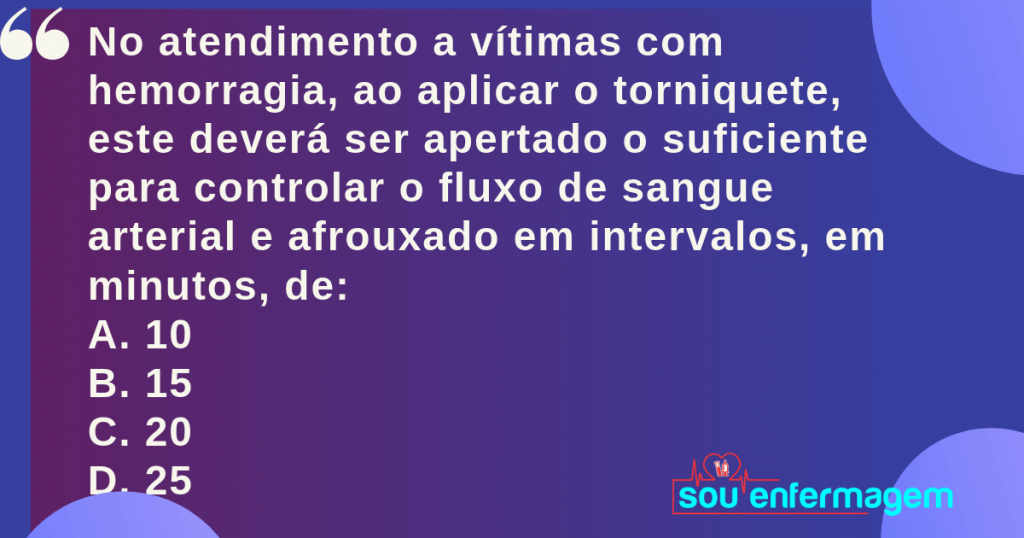 No atendimento a vítimas com
hemorragia, ao aplicar o torniquete,
este deverá ser apertado o suficiente
para controlar o fluxo de sangue
arterial e afrouxado em intervalos, em
minutos, de:
A. 10
B. 15
C. 20
D. 25
sou enfermagem